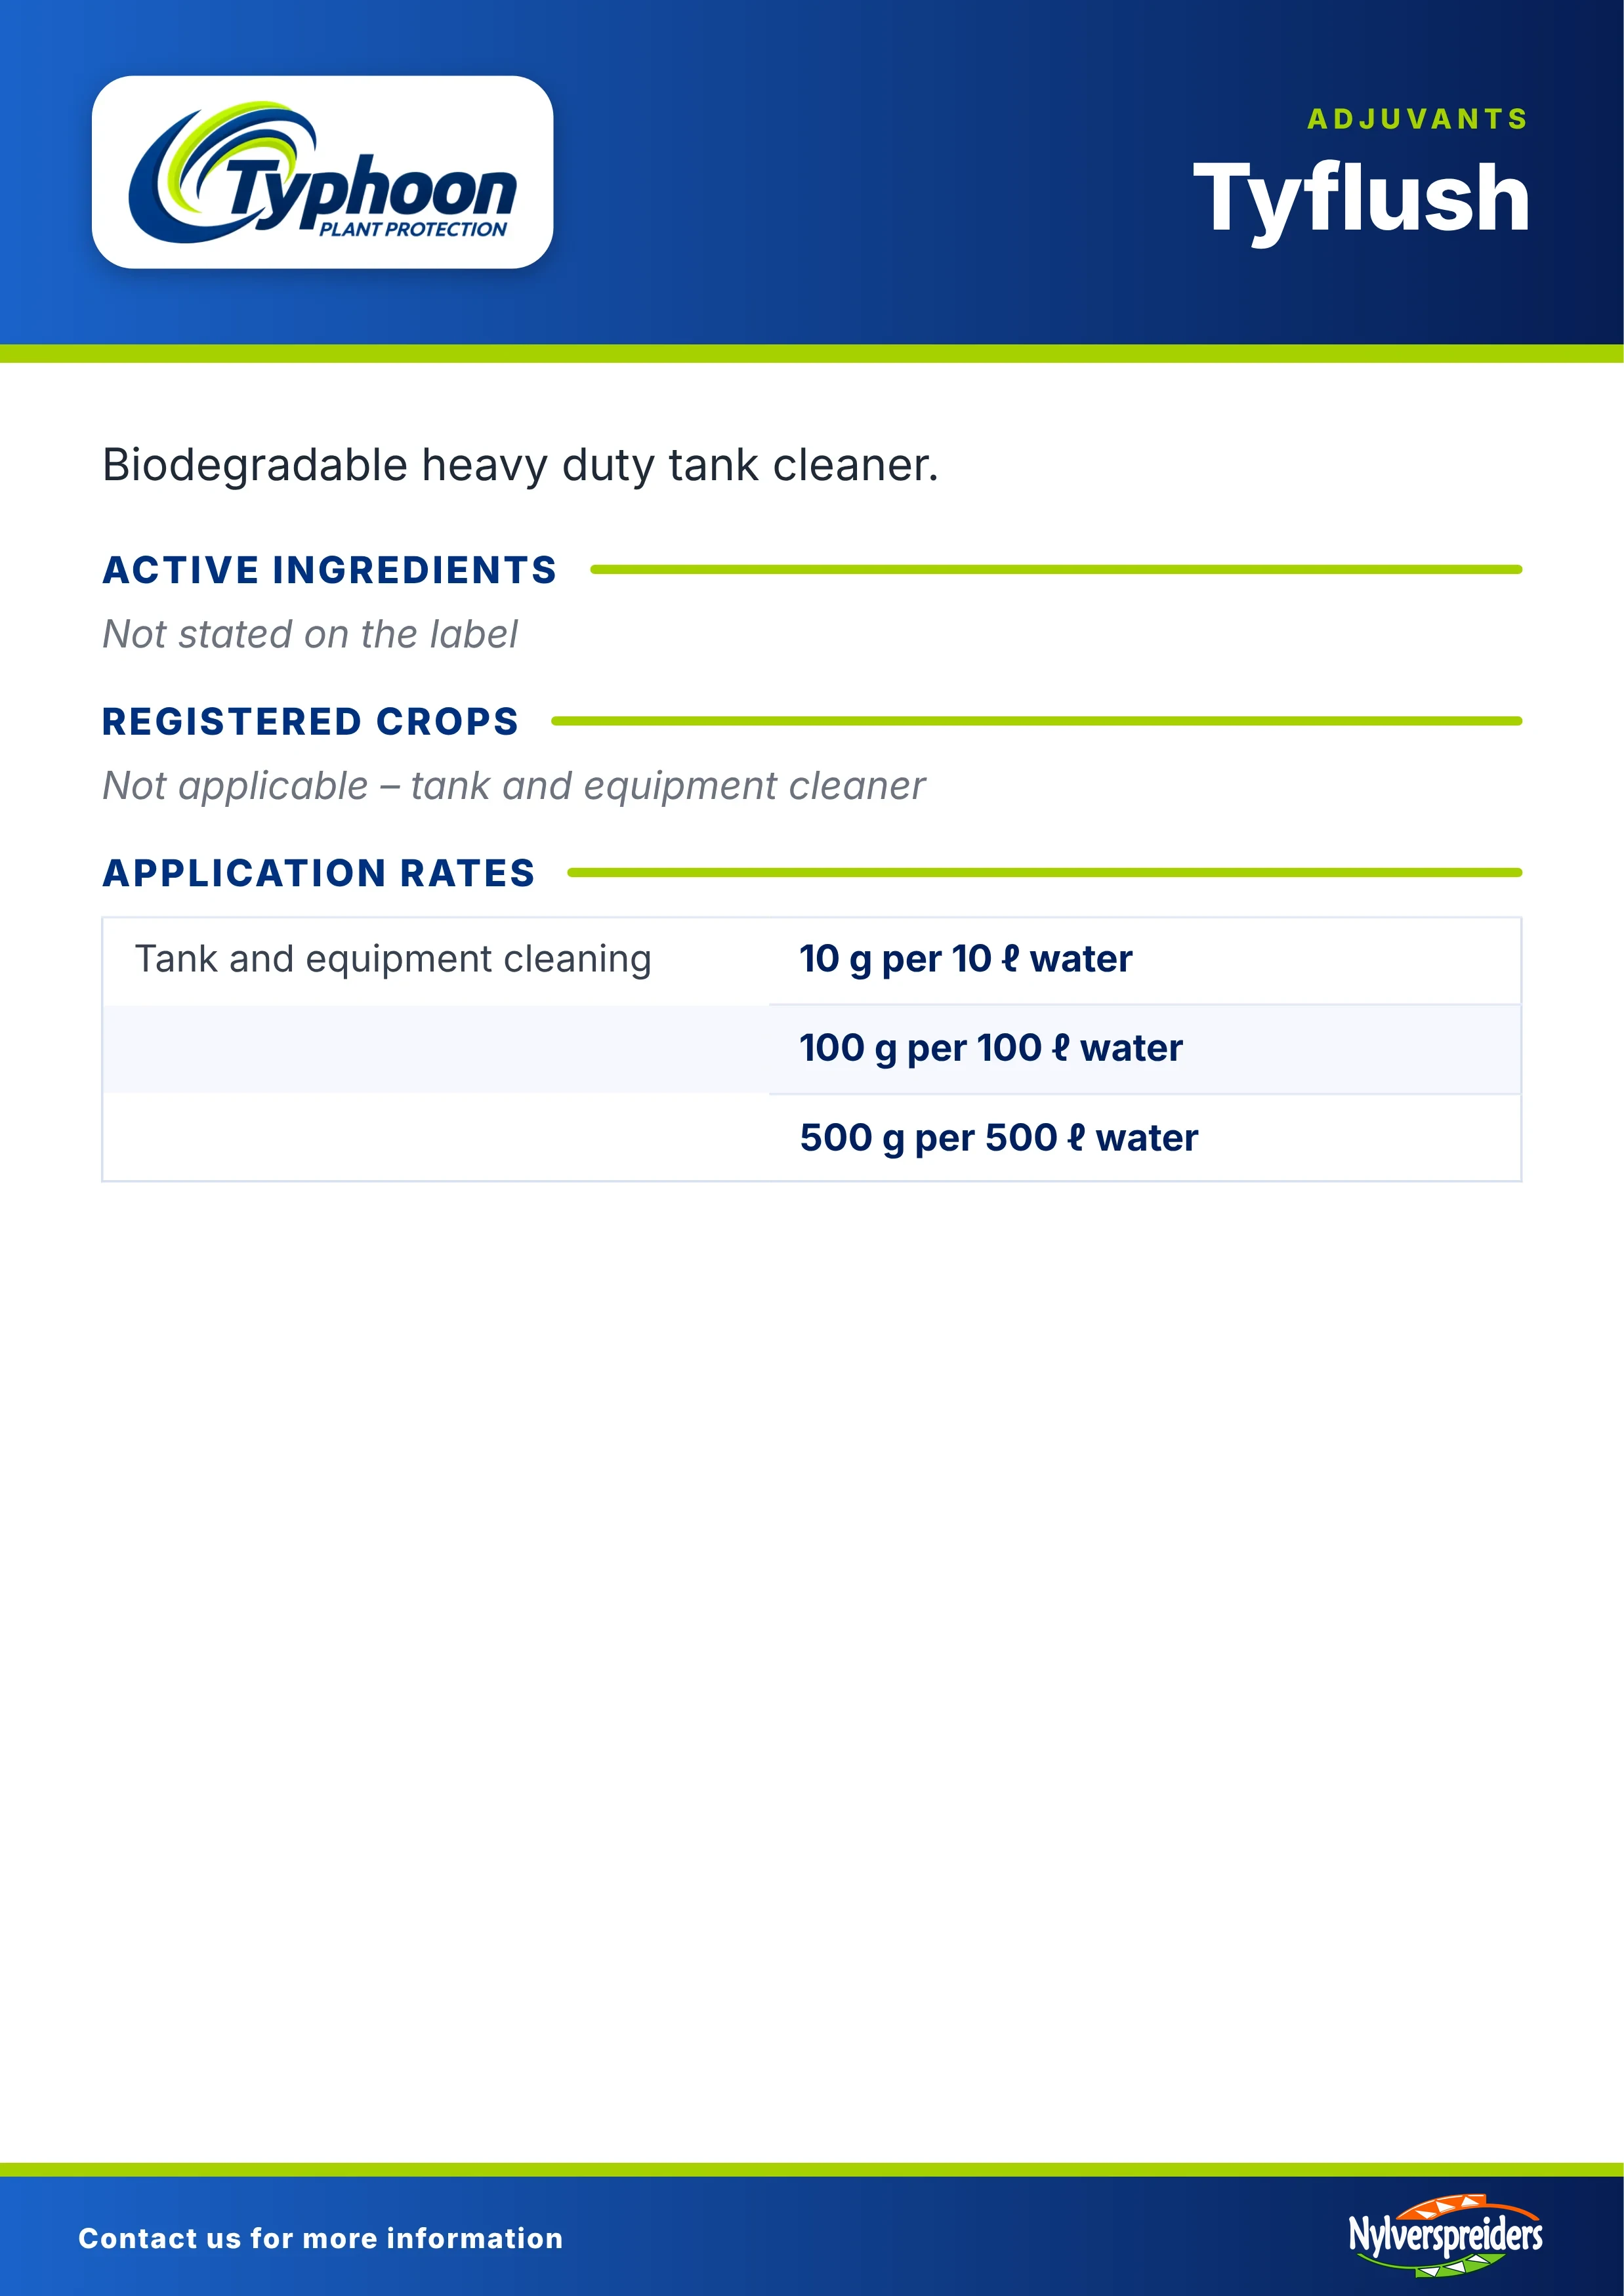 Typhoon
PLANT PROTECTION
ADJUVANTS
Tyflush
Biodegradable heavy duty tank cleaner.
ACTIVE INGREDIENTS
Not stated on the label
REGISTERED CROPS
Not applicable – tank and equipment cleaner
APPLICATION RATES
Tank and equipment cleaning 10 g per 10 ℓ water
100 g per 100 ℓ water
500 g per 500 ℓ water
Contact us for more information
Nylverspreiders